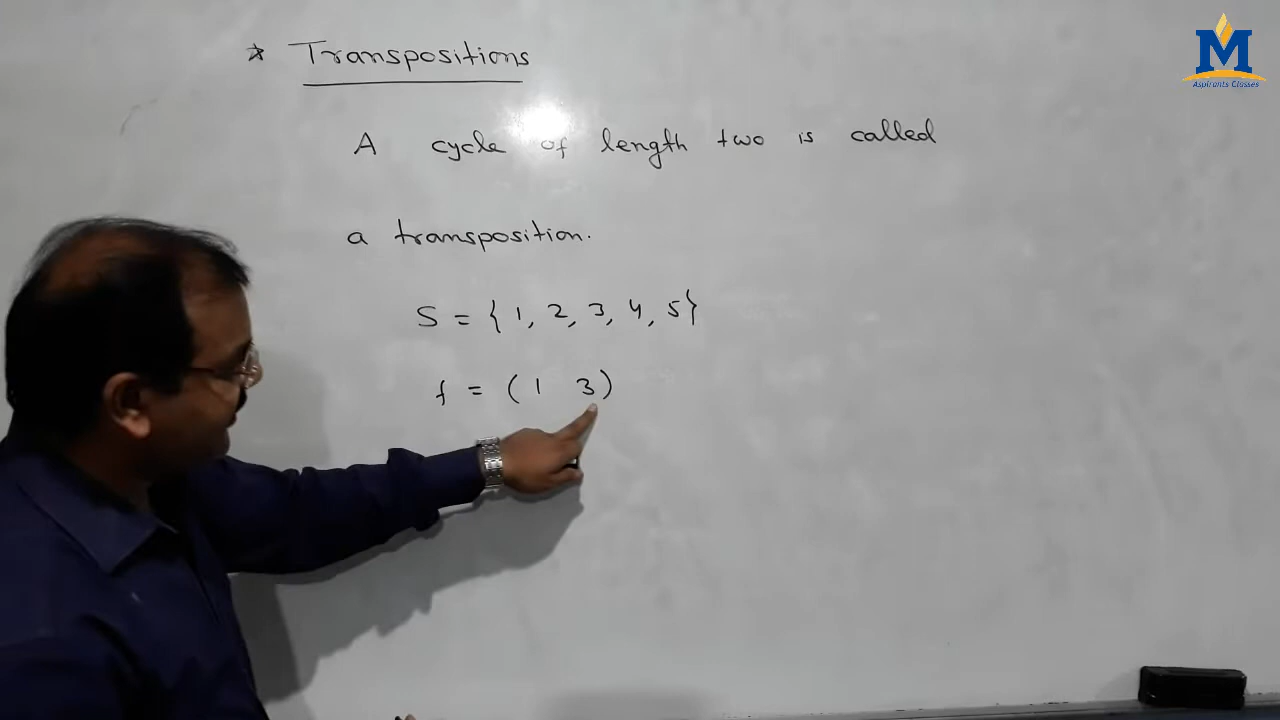 * Transpositions
A cycle of length two is called
a transposition.
S = { 1, 2, 3, 4, 5}
f = ( 1 3)
M
Aspirants Classes